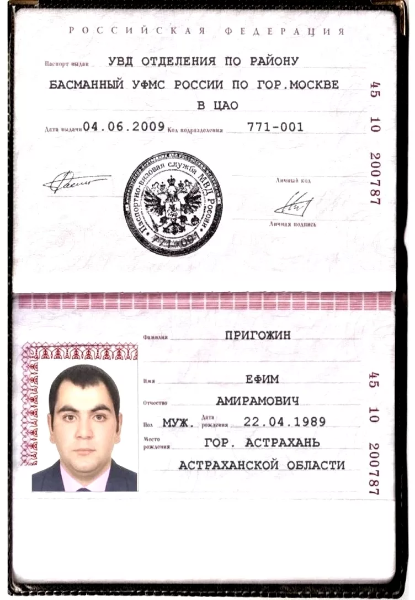 РОССИЙСКАЯ ФЕДЕРАЦИЯ
Паспорт выдан УВД ОТДЕЛЕНИЯ ПО РАЙОНУ
БАСМАННЫЙ УФМС РОССИИ ПО ГОР.МОСКВЕ
В ЦАО
Дата выдачи 04.06.2009 Код подразделения 771-001
45 10 200787
Паспортно-визовая служба МВД России
Личный код
Личная подпись
Фамилия ПРИГОЖИН
Имя ЕФИМ
Отчество АМИРАМОВИЧ
Пол МУЖ. Дата рождения 22.04.1989
Место рождения ГОР. АСТРАХАНЬ
АСТРАХАНСКОЙ ОБЛАСТИ
45 10 200787